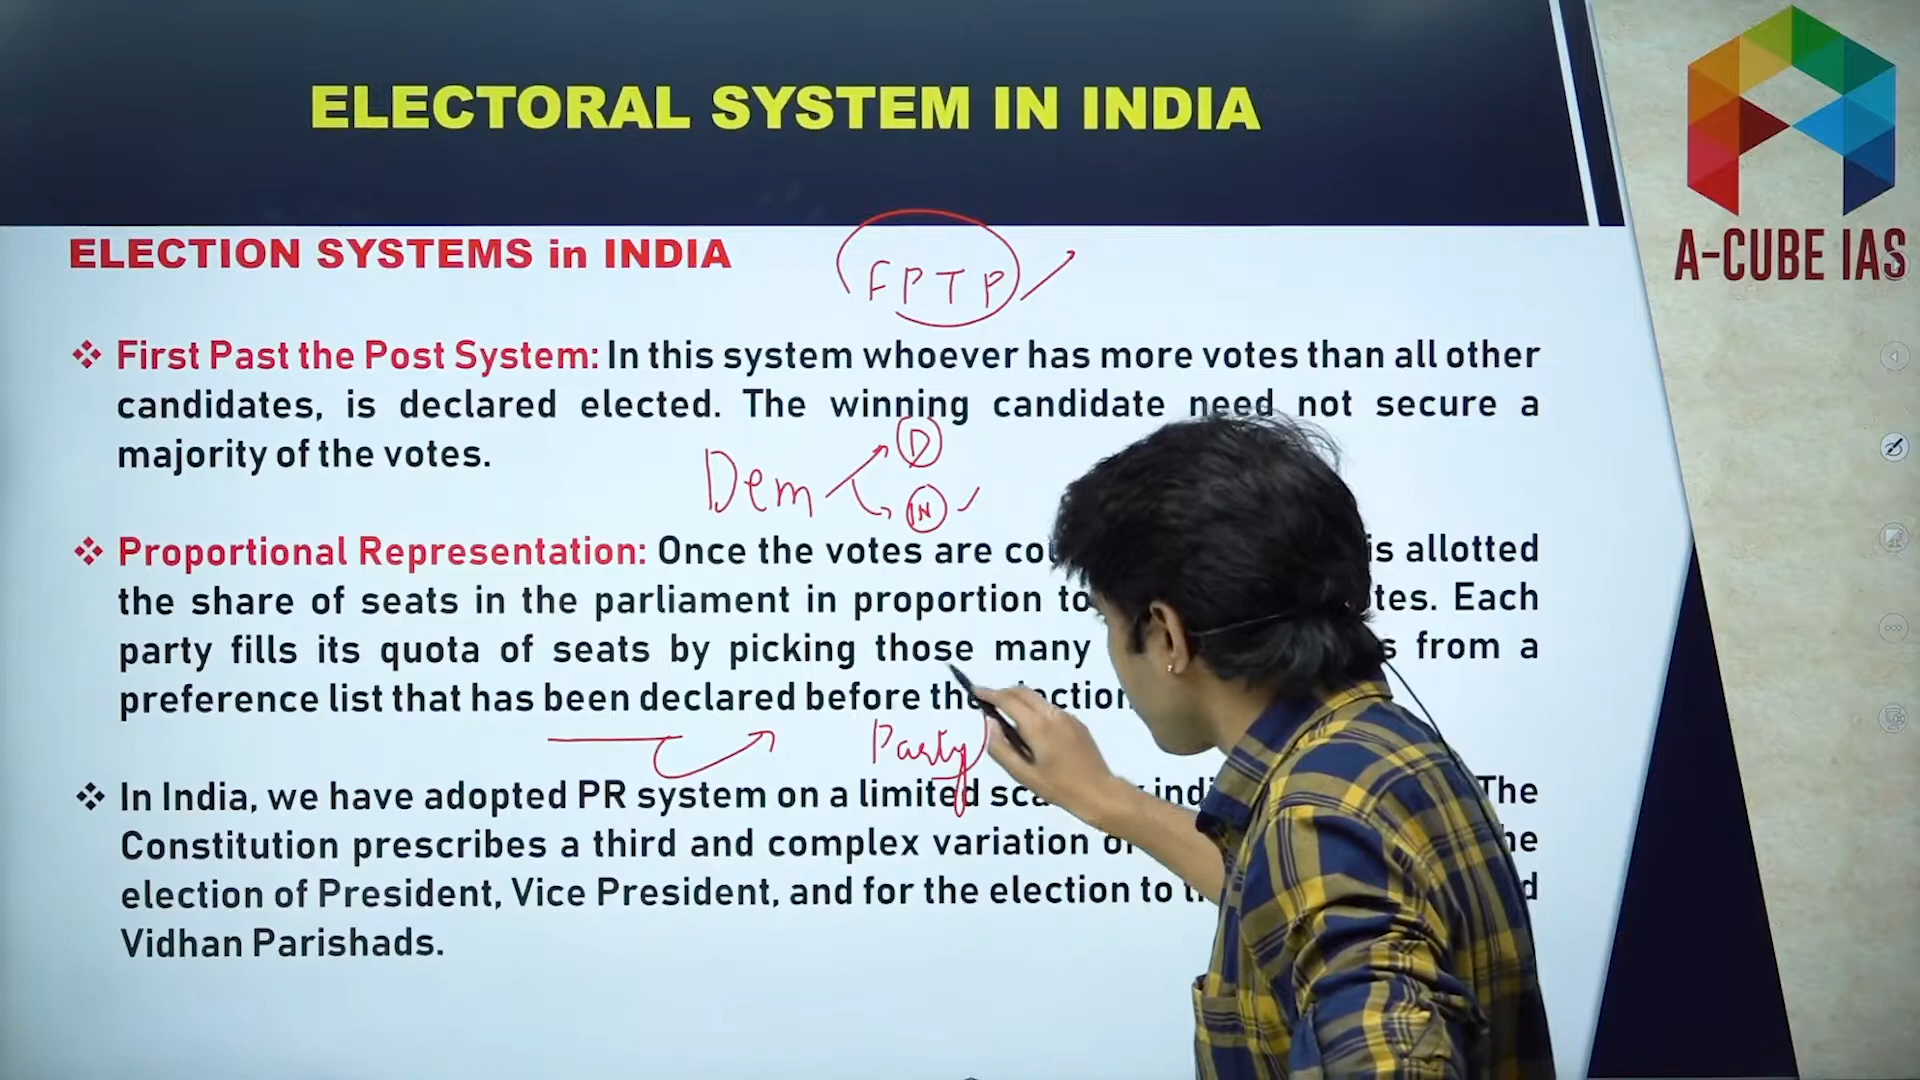 ELECTORAL SYSTEM IN INDIA
A-CUBE IAS
ELECTION SYSTEMS in INDIA
FPTP
❖ First Past the Post System: In this system whoever has more votes than all other
candidates, is declared elected. The winning candidate need not secure a
majority of the votes.
D
Dem
IN
❖ Proportional Representation: Once the votes are is allotted
the share of seats in the parliament in proportion to Each
party fills its quota of seats by picking those many from a
preference list that has been declared before
Party
❖ In India, we have adopted PR system on a limited The
Constitution prescribes a third and complex variation
election of President, Vice President, and for the election to
Vidhan Parishads.